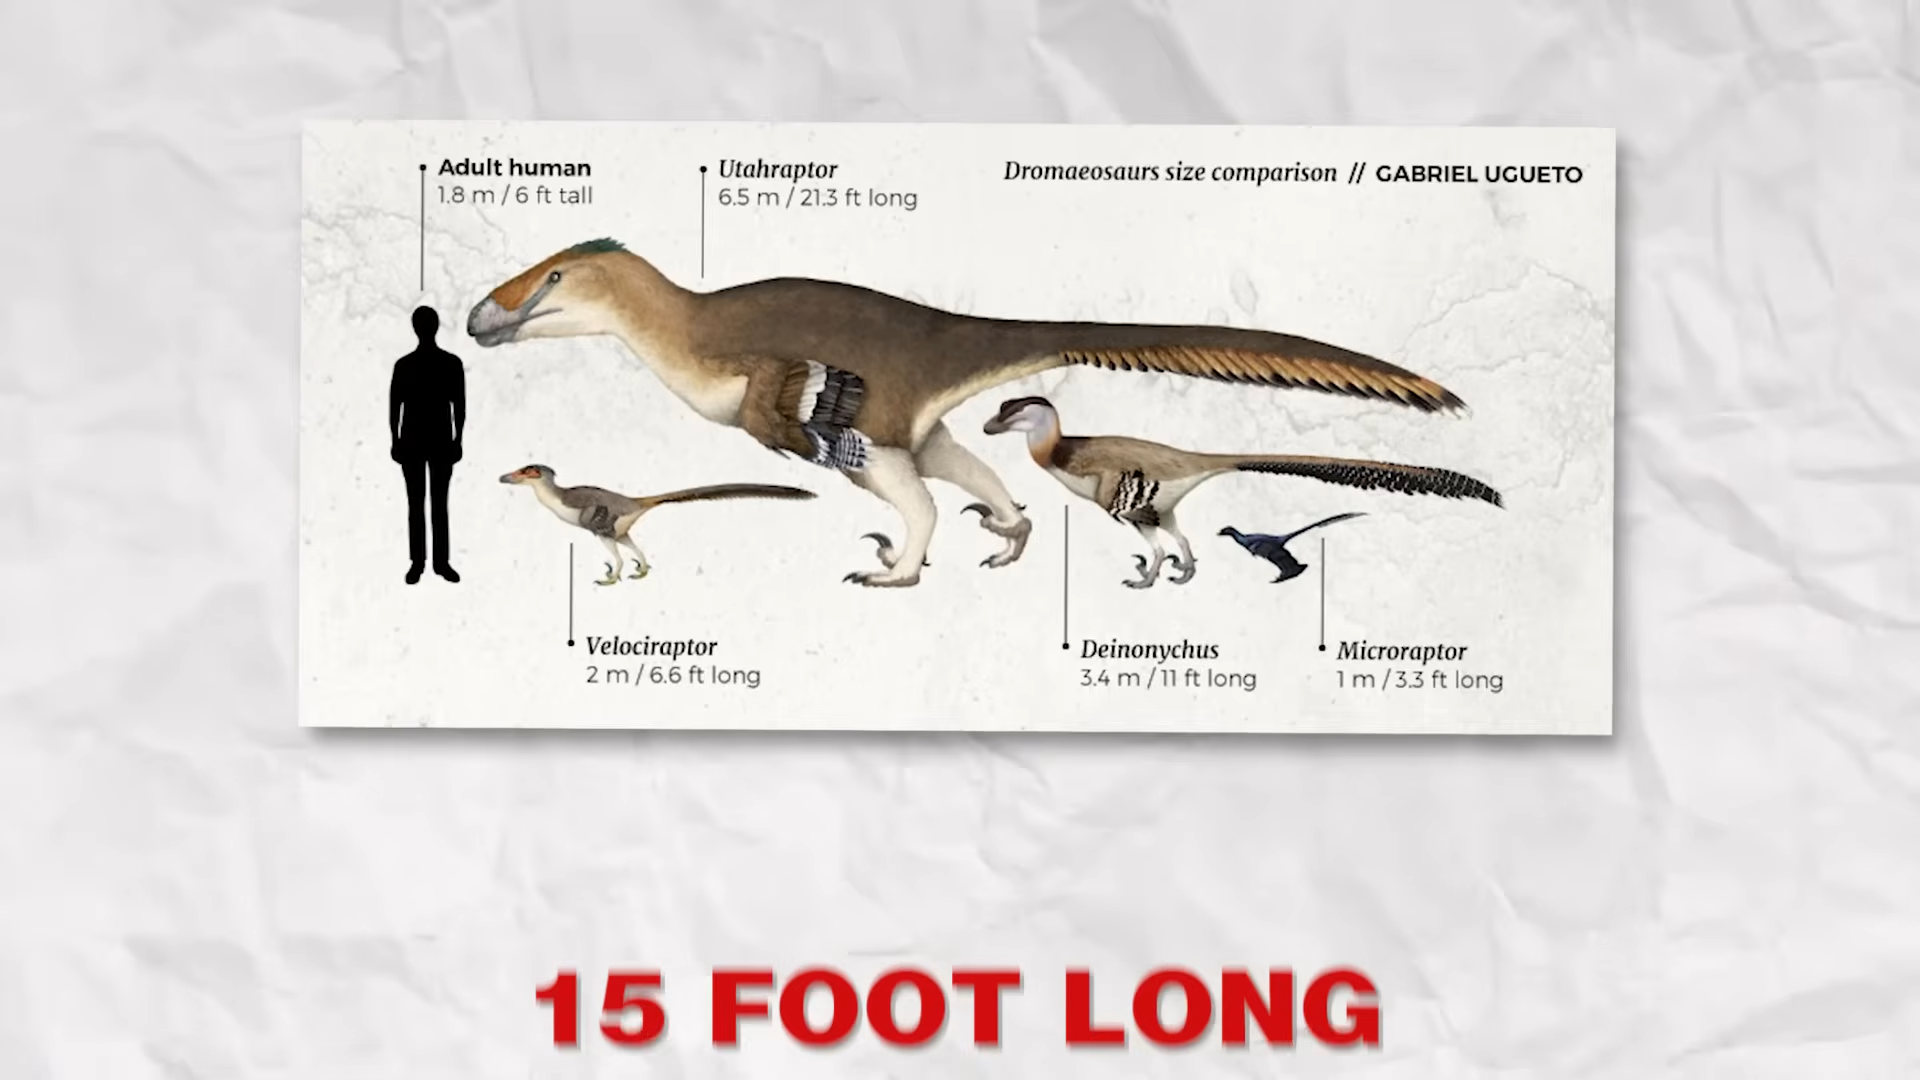 Adult human
1.8 m / 6 ft tall
Utahraptor
6.5 m / 21.3 ft long
Dromaeosaurs size comparison // GABRIEL UGUETO
Velociraptor
2 m / 6.6 ft long
Deinonychus
3.4 m / 11 ft long
Microraptor
1 m / 3.3 ft long
15 FOOT LONG